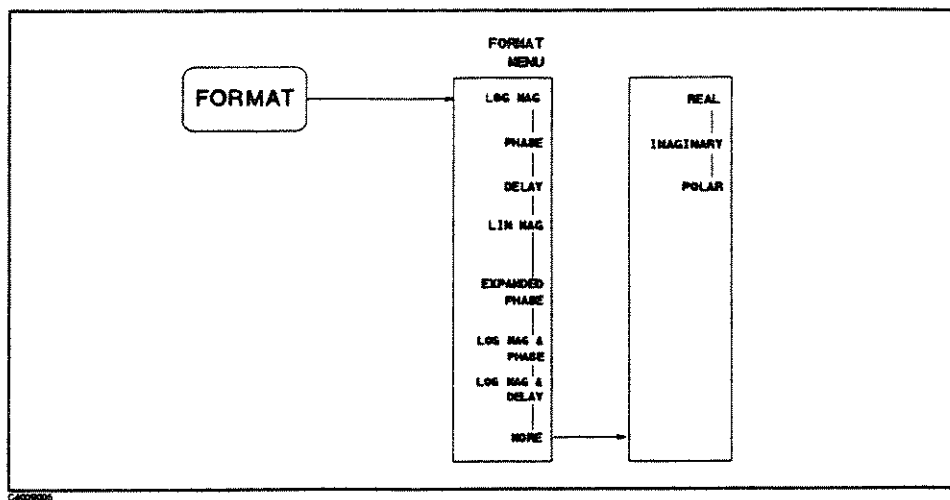 FORMAT
FORMAT
MENU
LOG MAG
PHASE
DELAY
LIN MAG
EXPANDED
PHASE
LOG MAG &
PHASE
LOG MAG &
DELAY
MORE
REAL
IMAGINARY
POLAR
C4009005